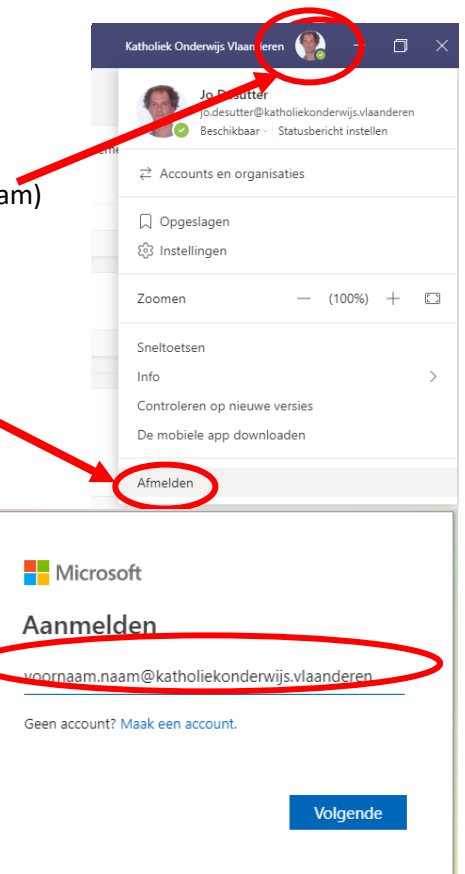 Katholiek Onderwijs Vlaanderen
Jo Desutter
jo.desutter@katholiekonderwijs.vlaanderen
Beschikbaar Statusbericht instellen
Accounts en organisaties
am)
Opgeslagen
Instellingen
Zoomen — (100%) +
Sneltoetsen
Info >
Controleren op nieuwe versies
De mobiele app downloaden
Afmelden
Microsoft
Aanmelden
voornaam.naam@katholiekonderwijs.vlaanderen
Geen account? Maak een account.
Volgende